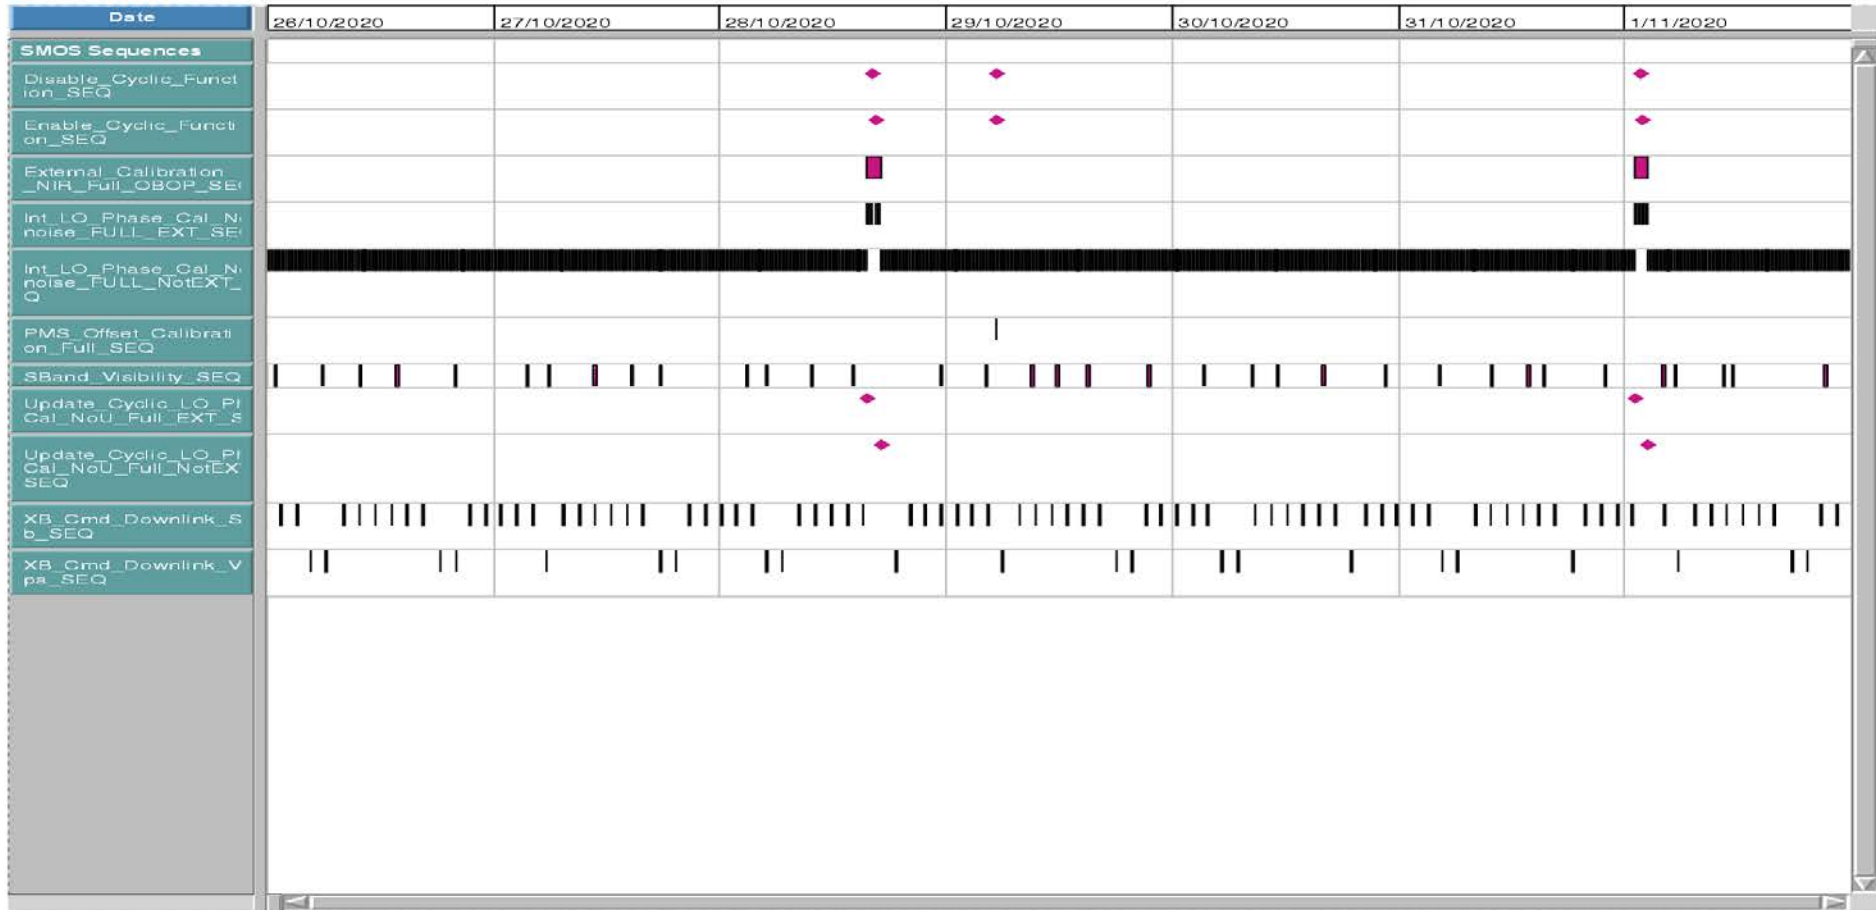 Date
26/10/2020 27/10/2020 28/10/2020 29/10/2020 30/10/2020 31/10/2020 1/11/2020
SMOS Sequences
Disable_Cyclic_Funct
ion_SEQ
Enable_Cyclic_Functi
on_SEQ
External_Calibration
_NIR_Full_OBOP_SE
Int_LO_Phase_Cal_N
noise_FULL_EXT_SE
Int_LO_Phase_Cal_N
noise_FULL_NotEXT_
Q
PMS_Offset_Calibrati
on_Full_SEQ
SBand_Visibility_SEQ
Update_Cyclic_LO_Pl
Cal_NoU_Full_EXT_S
Update_Cyclic_LO_Pl
Cal_NoU_Full_NotEX
SEQ
XB_Cmd_Downlink_S
b_SEQ
XB_Cmd_Downlink_V
pa_SEQ